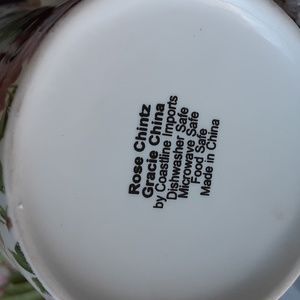 Rose Chintz
Gracie China
by Coastline Imports
Dishwasher Safe
Microwave Safe
Food Safe
Made in China